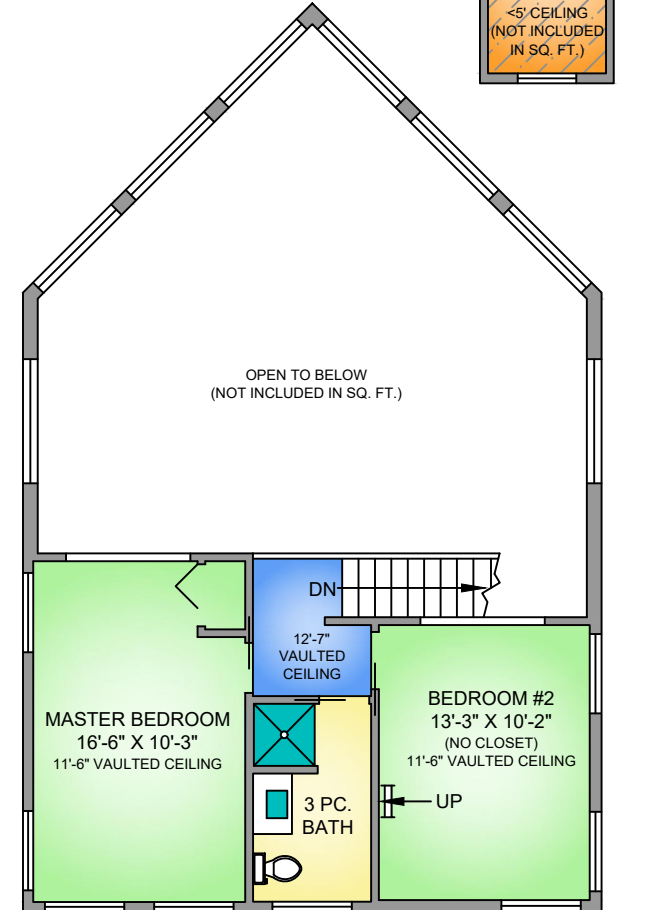 <5' CEILING
(NOT INCLUDED
IN SQ. FT.)
OPEN TO BELOW
(NOT INCLUDED IN SQ. FT.)
DN
12'-7"
VAULTED
CEILING
MASTER BEDROOM
16'-6" X 10'-3"
11'-6" VAULTED CEILING
BEDROOM #2
13'-3" X 10'-2"
(NO CLOSET)
11'-6" VAULTED CEILING
UP
3 PC.
BATH